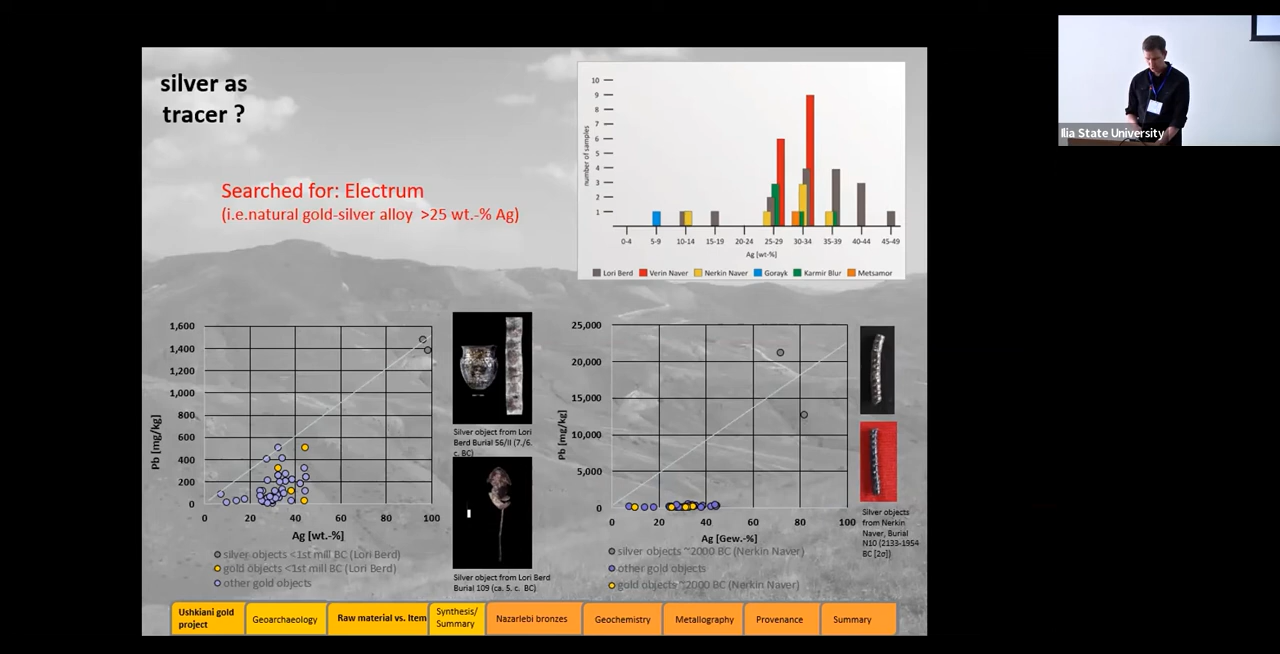 silver as
tracer ?
Searched for: Electrum
(i.e.natural gold-silver alloy >25 wt.-% Ag)
number of samples
10
9
8
7
6
5
4
3
2
1
0-4 5-9 10-14 15-19 20-24 25-29 30-34 35-39 40-44 45-49
Ag [wt-%]
Lori Berd Verin Naver Nerkin Naver Gorayk Karmir Blur Metsamor
Ilia State University
Pb [mg/kg]
1,600
1,400
1,200
1,000
800
600
400
200
0
0 20 40 60 80 100
Ag [wt.-%]
silver objects <1st mill BC (Lori Berd)
gold objects <1st mill BC (Lori Berd)
other gold objects
Silver object from Lori
Berd Burial 56/II (7./6.
c. BC)
Silver object from Lori Berd
Burial 109 (ca. 5. c. BC)
Pb [mg/kg]
25,000
20,000
15,000
10,000
5,000
0
0 20 40 60 80 100
Ag [Gew.-%]
silver objects ~2000 BC (Nerkin Naver)
other gold objects
gold objects ~2000 BC (Nerkin Naver)
Silver objects
from Nerkin
Naver, Burial
N10 (2133-1954
BC [2σ])
Ushkiani gold
project
Geoarchaeology
Raw material vs. Item
Synthesis/
Summary
Nazarlebi bronzes
Geochemistry
Metallography
Provenance
Summary